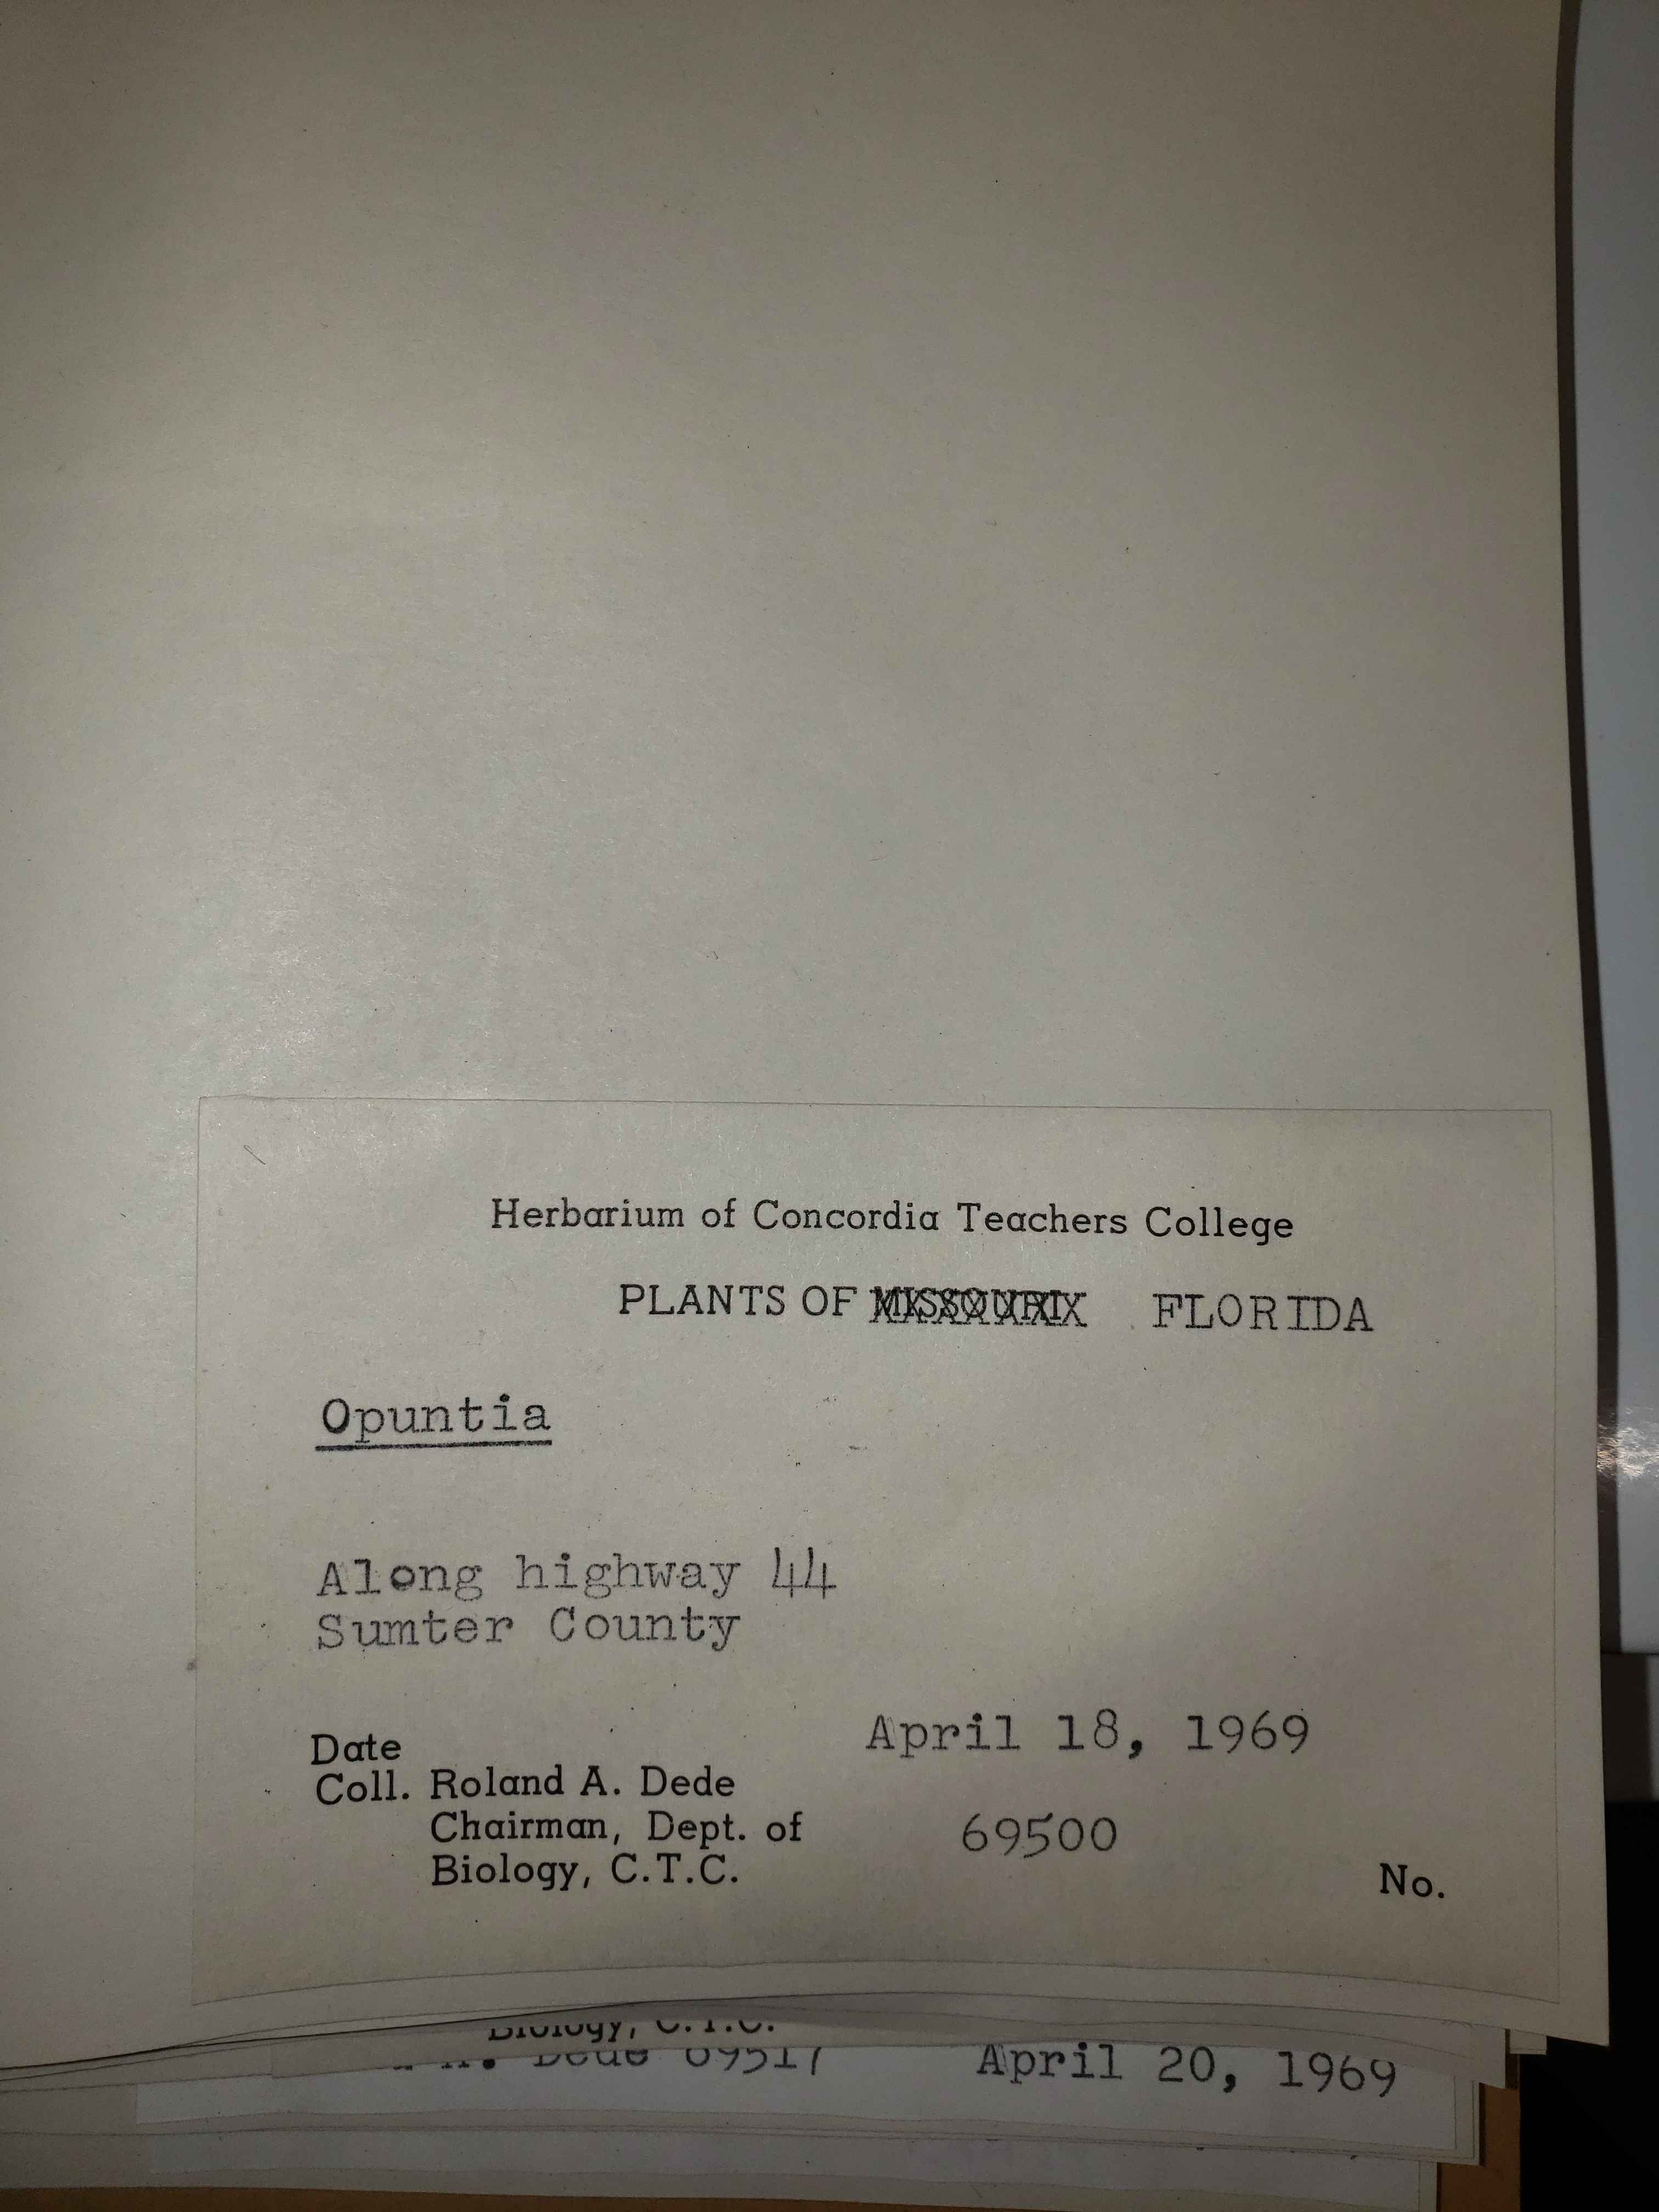 Herbarium of Concordia Teachers College
PLANTS OF MISSOURI FLORIDA
Opuntia
Along highway 44
Sumter County
April 18, 1969
Date
Coll. Roland A. Dede
Chairman, Dept. of
Biology, C.T.C.
69500
No.
Biology, C.T.C.
Dede 69517 April 20, 1969